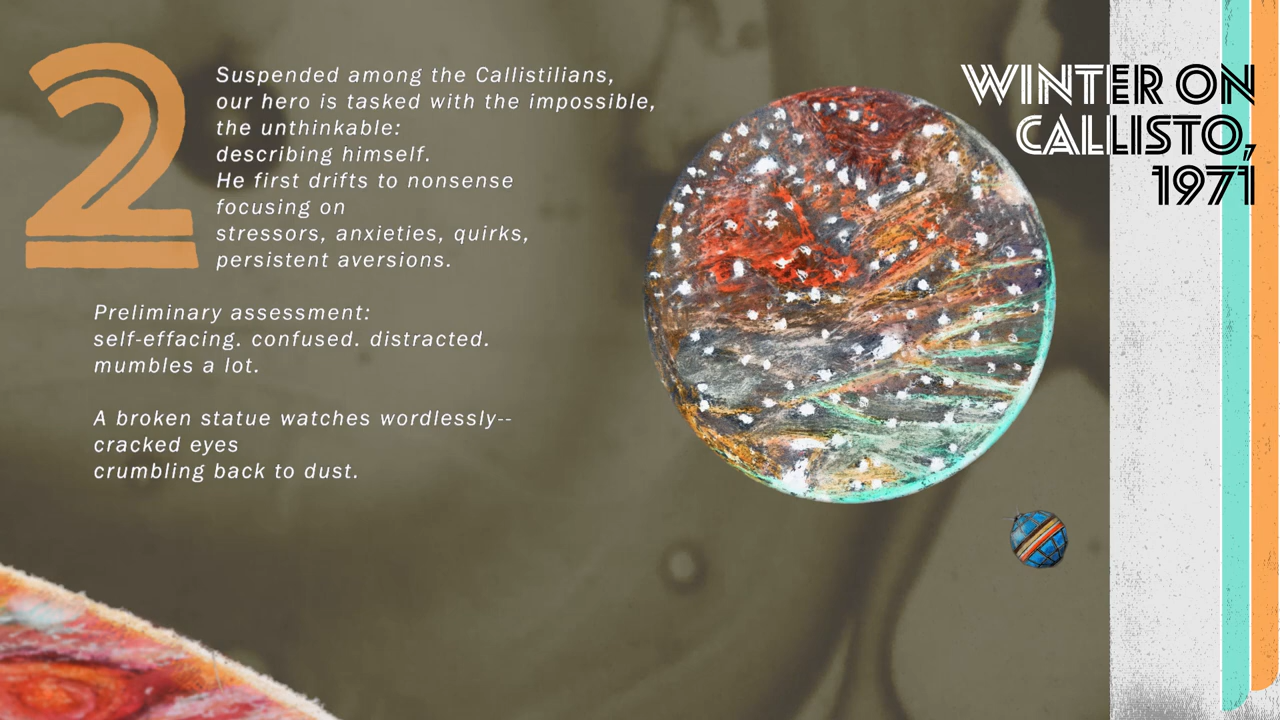 2
Suspended among the Callistilians,
our hero is tasked with the impossible,
the unthinkable:
describing himself.
He first drifts to nonsense
focusing on
stressors, anxieties, quirks,
persistent aversions.
Preliminary assessment:
self-effacing. confused. distracted.
mumbles a lot.
A broken statue watches wordlessly--
cracked eyes
crumbling back to dust.
WINTER ON
CALLISTO,
1971